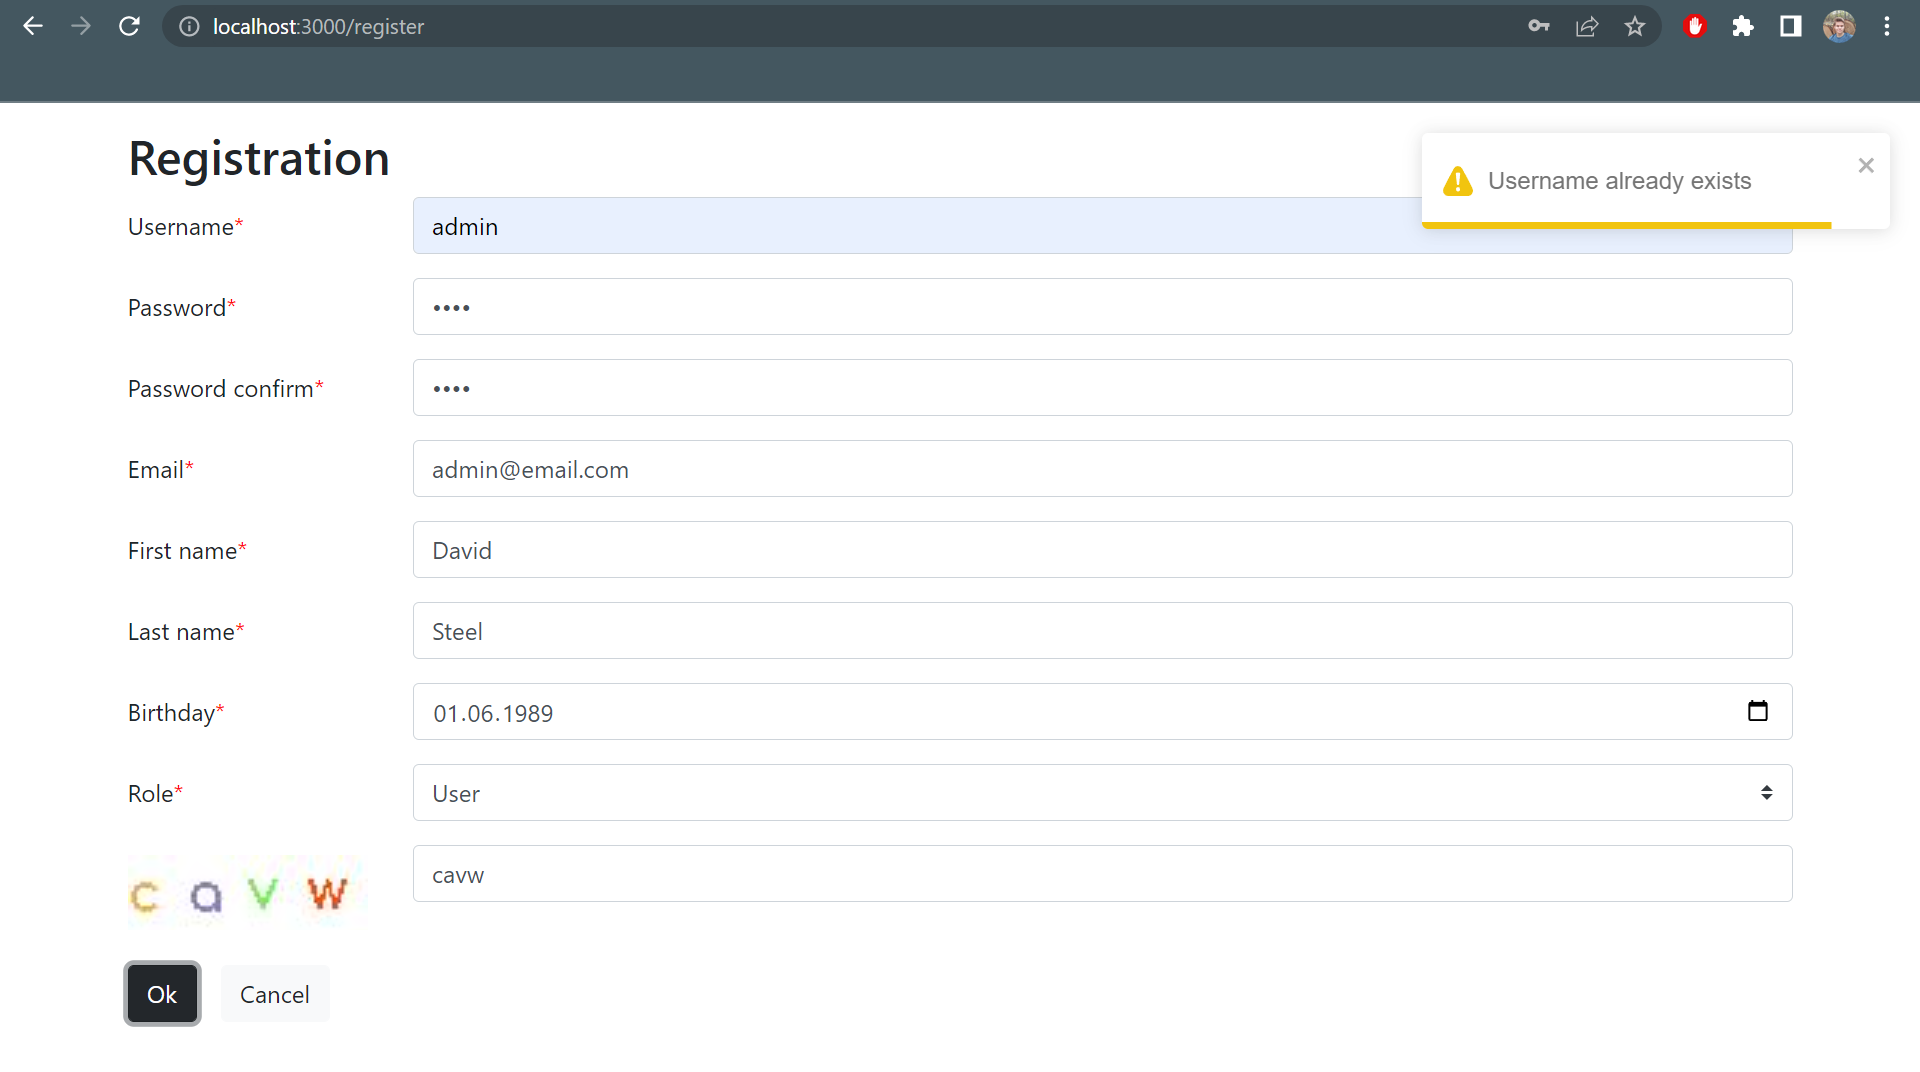 localhost:3000/register
Registration
Username already exists
Username*
admin
Password*
••••
Password confirm*
••••
Email*
admin@email.com
First name*
David
Last name*
Steel
Birthday*
01.06.1989
Role*
User
cavw
cavw
Ok
Cancel